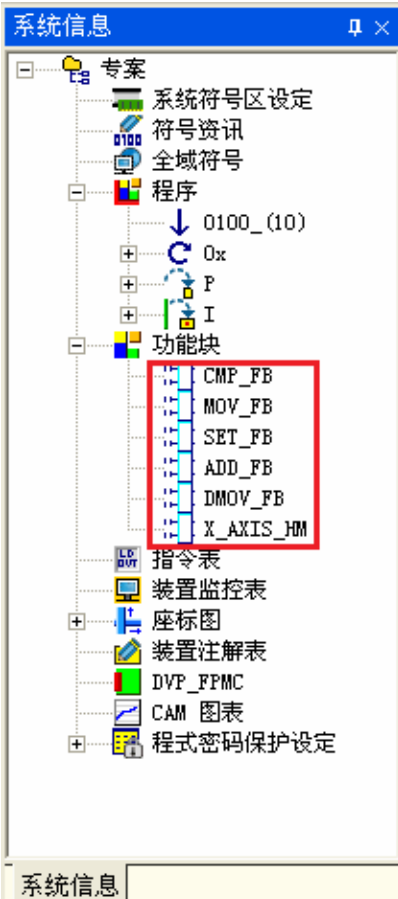 系统信息
专案
系统符号区设定
符号资讯
全域符号
程序
0100_(10)
Ox
P
I
功能块
CMP_FB
MOV_FB
SET_FB
ADD_FB
DMOV_FB
X_AXIS_HM
指令表
装置监控表
座标图
装置注解表
DVP_FPMC
CAM 图表
程式密码保护设定
系统信息